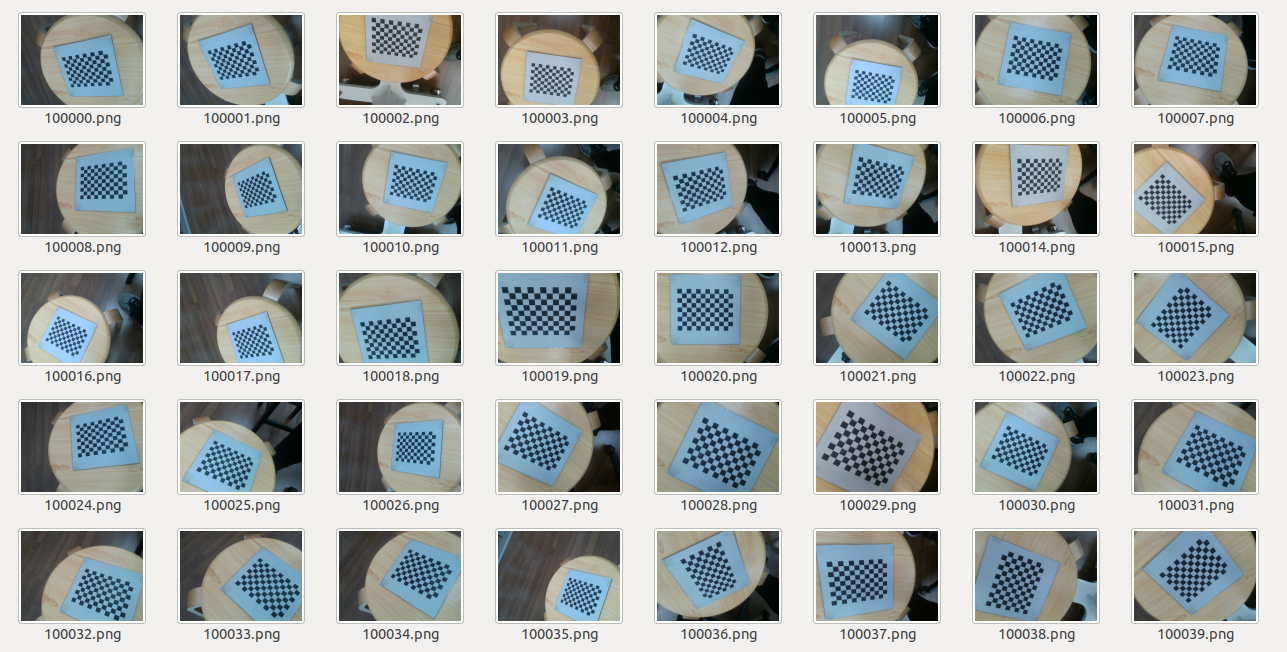 100000.png 100001.png 100002.png 100003.png 100004.png 100005.png 100006.png 100007.png
100008.png 100009.png 100010.png 100011.png 100012.png 100013.png 100014.png 100015.png
100016.png 100017.png 100018.png 100019.png 100020.png 100021.png 100022.png 100023.png
100024.png 100025.png 100026.png 100027.png 100028.png 100029.png 100030.png 100031.png
100032.png 100033.png 100034.png 100035.png 100036.png 100037.png 100038.png 100039.png